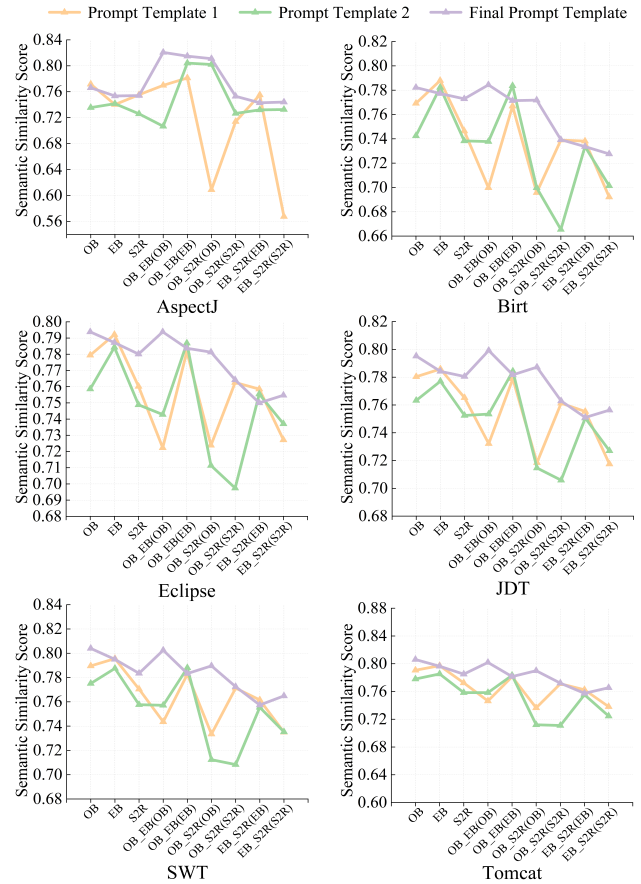 Prompt Template 1 Prompt Template 2 Final Prompt Template
Semantic Similarity Score
0.84
0.80
0.76
0.72
0.68
0.64
0.60
0.56
OB EB S2R OB_EB(OB) OB_EB(EB) OB_S2R(OB) OB_S2R(S2R) EB_S2R(EB) EB_S2R(S2R)
AspectJ
Semantic Similarity Score
0.82
0.80
0.78
0.76
0.74
0.72
0.70
0.68
0.66
OB EB S2R OB_EB(OB) OB_EB(EB) OB_S2R(OB) OB_S2R(S2R) EB_S2R(EB) EB_S2R(S2R)
Birt
Semantic Similarity Score
0.80
0.79
0.78
0.77
0.76
0.75
0.74
0.73
0.72
0.71
0.70
0.69
0.68
OB EB S2R OB_EB(OB) OB_EB(EB) OB_S2R(OB) OB_S2R(S2R) EB_S2R(EB) EB_S2R(S2R)
Eclipse
Semantic Similarity Score
0.82
0.80
0.78
0.76
0.74
0.72
0.70
0.68
OB EB S2R OB_EB(OB) OB_EB(EB) OB_S2R(OB) OB_S2R(S2R) EB_S2R(EB) EB_S2R(S2R)
JDT
Semantic Similarity Score
0.84
0.82
0.80
0.78
0.76
0.74
0.72
0.70
0.68
OB EB S2R OB_EB(OB) OB_EB(EB) OB_S2R(OB) OB_S2R(S2R) EB_S2R(EB) EB_S2R(S2R)
SWT
Semantic Similarity Score
0.88
0.84
0.80
0.76
0.72
0.68
0.64
0.60
OB EB S2R OB_EB(OB) OB_EB(EB) OB_S2R(OB) OB_S2R(S2R) EB_S2R(EB) EB_S2R(S2R)
Tomcat